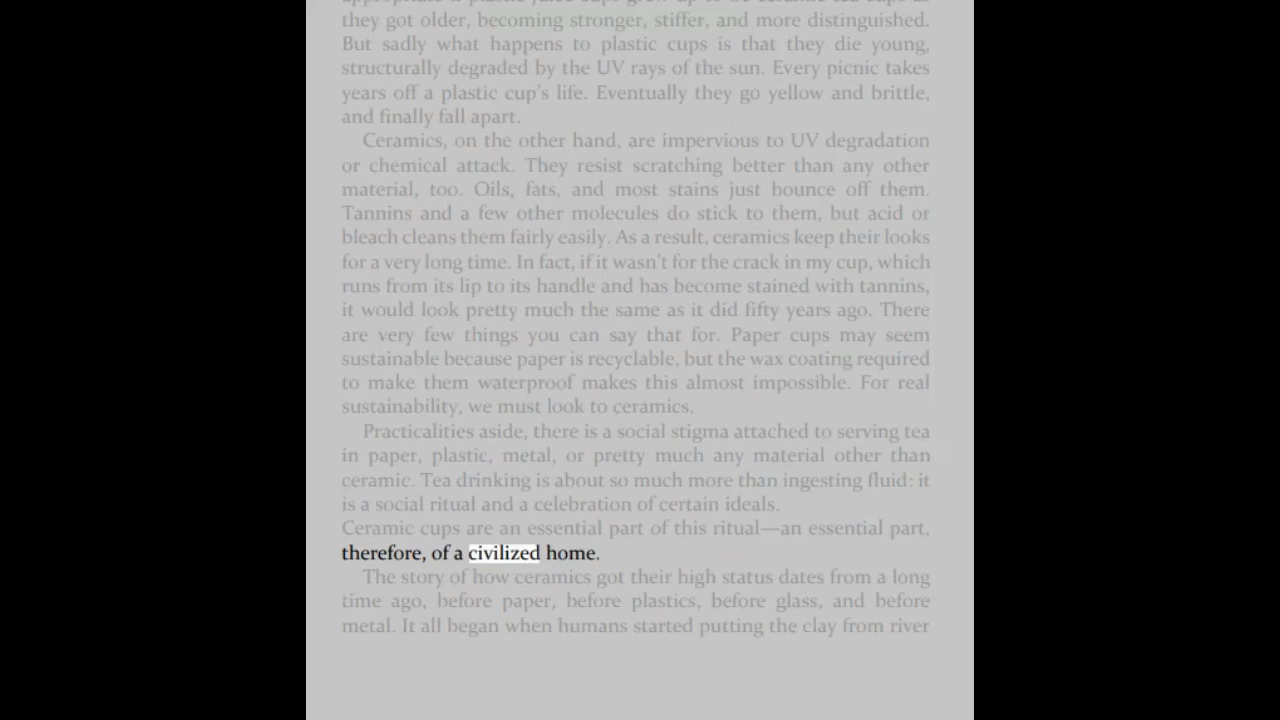 they got older, becoming stronger, stiffer, and more distinguished.
But sadly what happens to plastic cups is that they die young,
structurally degraded by the UV rays of the sun. Every picnic takes
years off a plastic cup's life. Eventually they go yellow and brittle,
and finally fall apart.
Ceramics, on the other hand, are impervious to UV degradation
or chemical attack. They resist scratching better than any other
material, too. Oils, fats, and most stains just bounce off them.
Tannins and a few other molecules do stick to them, but acid or
bleach cleans them fairly easily. As a result, ceramics keep their looks
for a very long time. In fact, if it wasn't for the crack in my cup, which
runs from its lip to its handle and has become stained with tannins,
it would look pretty much the same as it did fifty years ago. There
are very few things you can say that for. Paper cups may seem
sustainable because paper is recyclable, but the wax coating required
to make them waterproof makes this almost impossible. For real
sustainability, we must look to ceramics.
Practicalities aside, there is a social stigma attached to serving tea
in paper, plastic, metal, or pretty much any material other than
ceramic. Tea drinking is about so much more than ingesting fluid: it
is a social ritual and a celebration of certain ideals.
Ceramic cups are an essential part of this ritual—an essential part,
therefore, of a civilized home.
The story of how ceramics got their high status dates from a long
time ago, before paper, before plastics, before glass, and before
metal. It all began when humans started putting the clay from river